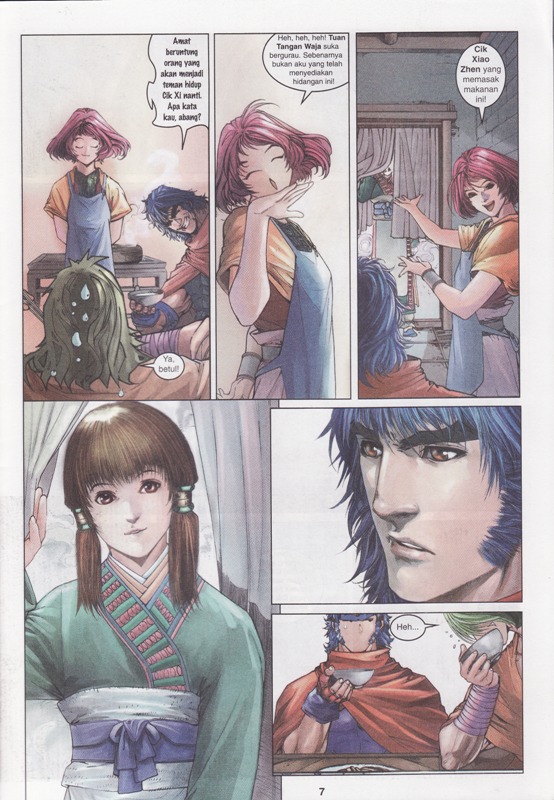 Amat
beruntung
orang yang
akan menjadi
teman hidup
Cik Xi nanti.
Apa kata
kau, abang?
Ya,
betul!
Heh, heh, heh! Tuan
Tangan Waja suka
bergurau. Sebenarnya
bukan aku yang telah
menyediakan
hidangan ini!
Cik
Xiao
Zhen yang
memasak
makanan
ini!
Heh...
7